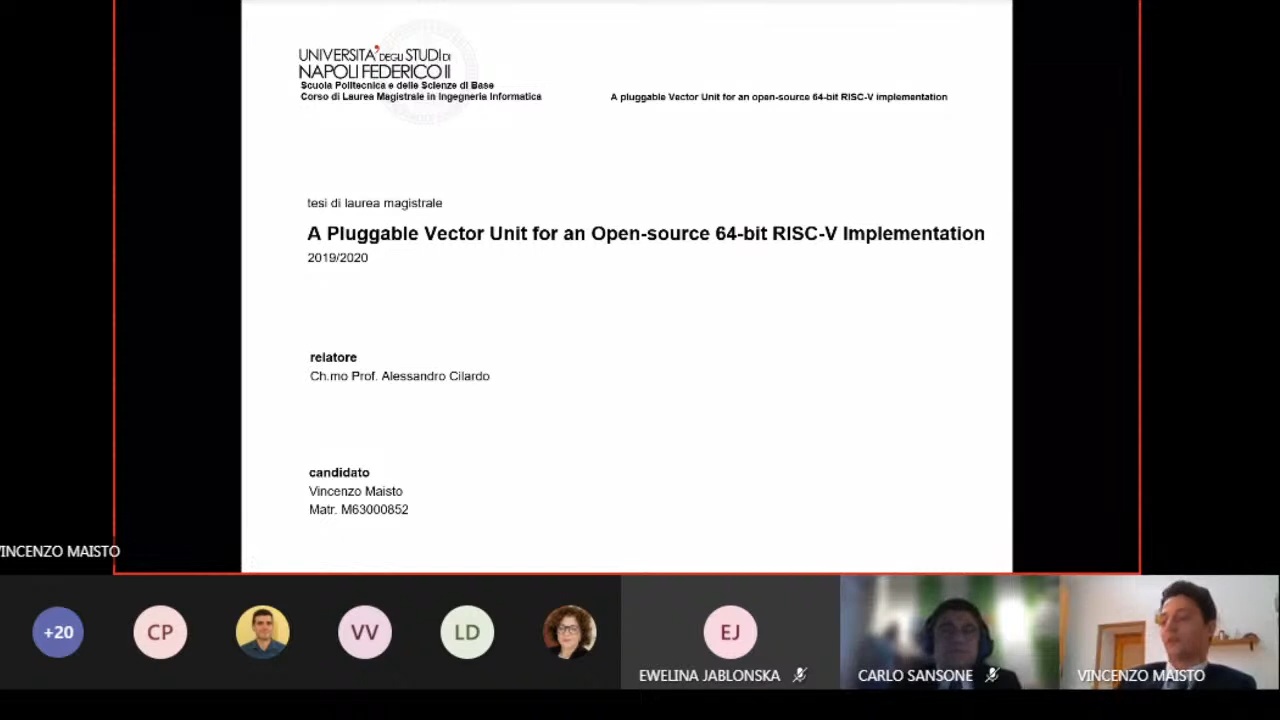 UNIVERSITA' DEGLI STUDI DI
NAPOLI FEDERICO II
Scuola Politecnica e delle Scienze di Base
Corso di Laurea Magistrale in Ingegneria Informatica
A pluggable Vector Unit for an open-source 64-bit RISC-V implementation
tesi di laurea magistrale
A Pluggable Vector Unit for an Open-source 64-bit RISC-V Implementation
2019/2020
relatore
Ch.mo Prof. Alessandro Cilardo
candidato
Vincenzo Maisto
Matr. M63000852
VINCENZO MAISTO
+20
CP
VV
LD
EJ
EWELINA JABLONSKA
CARLO SANSONE
VINCENZO MAISTO